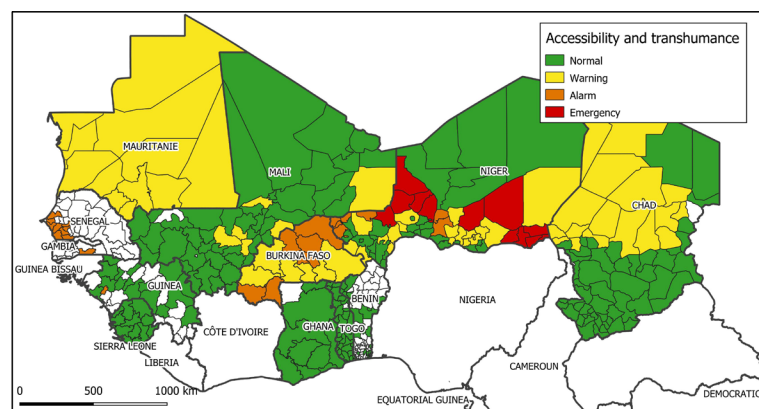 Accessibility and transhumance
Normal
Warning
Alarm
Emergency
MAURITANIE
MALI
NIGER
CHAD
SENEGAL
GAMBIA
GUINEA BISSAU
BURKINA FASO
GUINEA
BENIN
NIGERIA
CÔTE D'IVOIRE
GHANA
TOGO
SIERRA LEONE
LIBERIA
CAMEROUN
EQUATORIAL GUINEA
DEMOCRATIC
0 500 1000 km